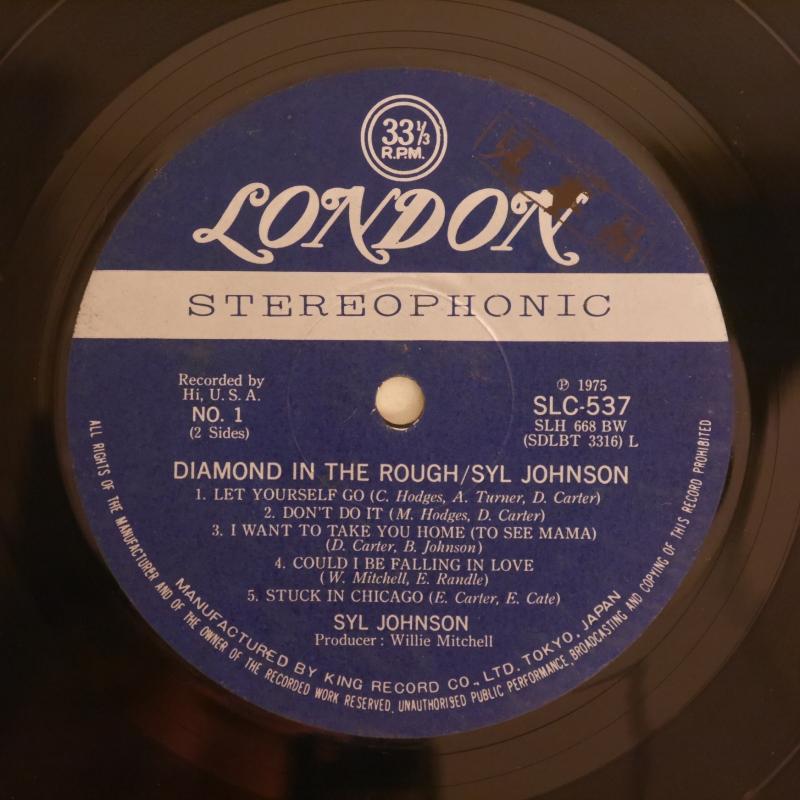 33 1/3
R.P.M.
LONDON
STEREOPHONIC
Recorded by
Hi, U. S. A.
NO. 1
(2 Sides)
℗ 1975
SLC-537
SLH 668 BW
(SDLBT 3316) L
DIAMOND IN THE ROUGH/SYL JOHNSON
1. LET YOURSELF GO (C. Hodges, A. Turner, D. Carter)
2. DON'T DO IT (M. Hodges, D. Carter)
3. I WANT TO TAKE YOU HOME (TO SEE MAMA)
(D. Carter, B. Johnson)
4. COULD I BE FALLING IN LOVE
(W. Mitchell, E. Randle)
5. STUCK IN CHICAGO (E. Carter, E. Cate)
SYL JOHNSON
Producer: Willie Mitchell
MANUFACTURED BY KING RECORD CO., LTD. TOKYO, JAPAN
ALL RIGHTS OF THE MANUFACTURER AND OF THE OWNER OF THE RECORDED WORK RESERVED. UNAUTHORISED PUBLIC PERFORMANCE BROADCASTING AND COPYING OF THIS RECORD PROHIBITED